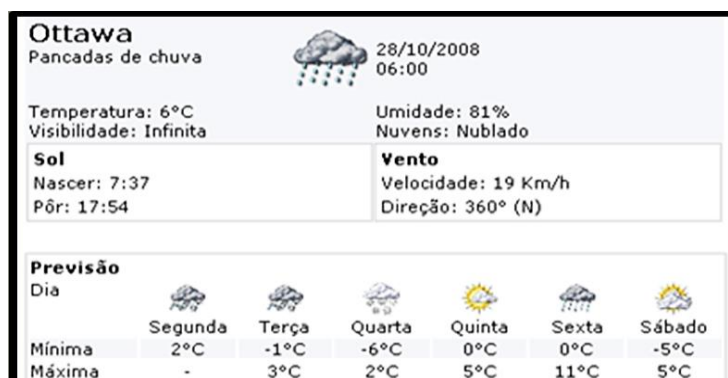 Ottawa
Pancadas de chuva
28/10/2008
06:00
Temperatura: 6°C
Visibilidade: Infinita
Umidade: 81%
Nuvens: Nublado
Sol
Nascer: 7:37
Pôr: 17:54
Vento
Velocidade: 19 Km/h
Direção: 360° (N)
Previsão
Dia
Segunda Terça Quarta Quinta Sexta Sábado
Mínima 2°C -1°C -6°C 0°C 0°C -5°C
Máxima - 3°C 2°C 5°C 11°C 5°C